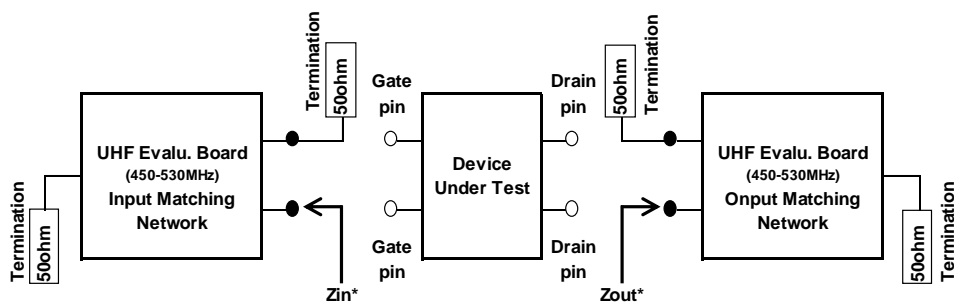 Termination
50ohm
Termination
50ohm
UHF Evalu. Board
(450-530MHz)
Input Matching
Network
Gate
pin
Gate
pin
Zin*
Device
Under Test
Drain
pin
Drain
pin
Zout*
50ohm
Termination
UHF Evalu. Board
(450-530MHz)
Onput Matching
Network
50ohm
Termination